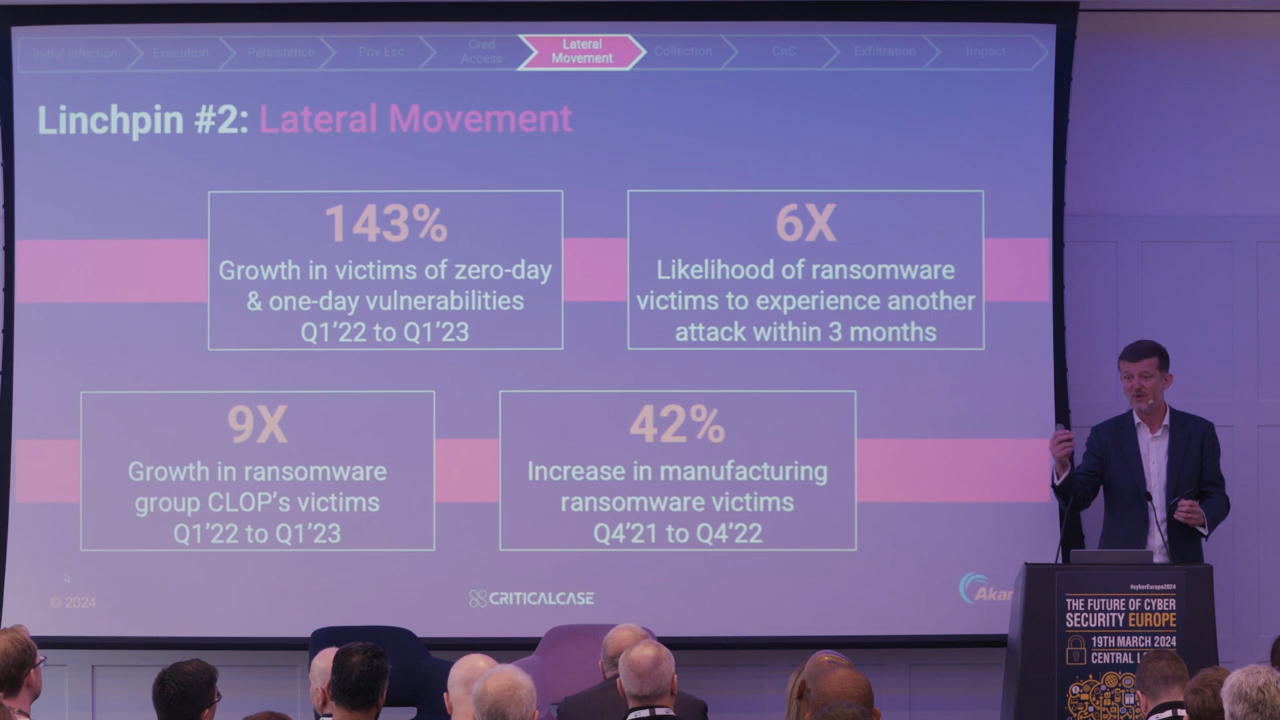 Initial Infection
Execution
Persistence
Priv Esc
Cred
Access
Lateral
Movement
Collection
CnC
Exfiltration
Impact
Linchpin #2: Lateral Movement
143%
Growth in victims of zero-day
& one-day vulnerabilities
Q1’22 to Q1’23
6X
Likelihood of ransomware
victims to experience another
attack within 3 months
9X
Growth in ransomware
group CLOP’s victims
Q1’22 to Q1’23
42%
Increase in manufacturing
ransomware victims
Q4’21 to Q4’22
© 2024
CRITICALCASE
Akam
#cyberEurope2024
THE FUTURE OF CYBER
SECURITY EUROPE
19TH MARCH 2024
CENTRAL L